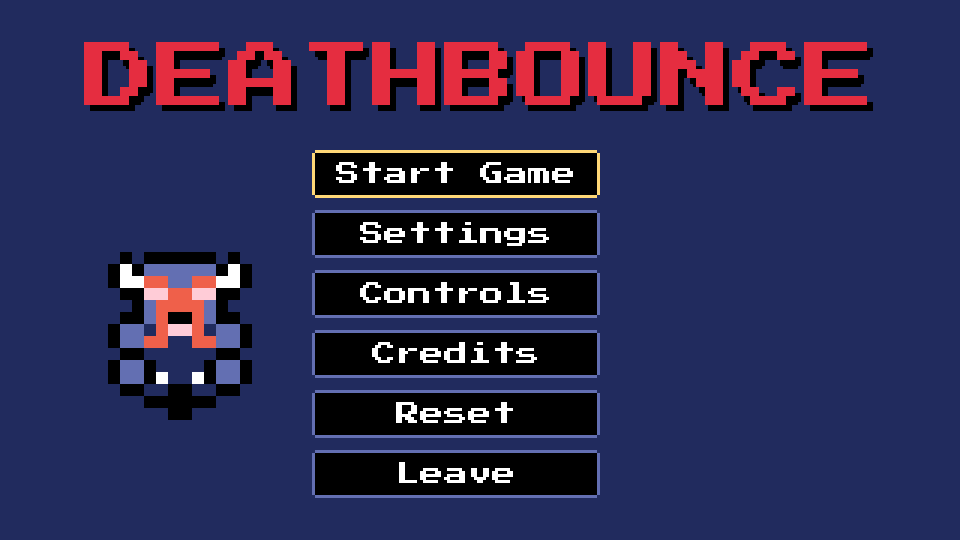 DEATHBOUNCE
Start Game
Settings
Controls
Credits
Reset
Leave